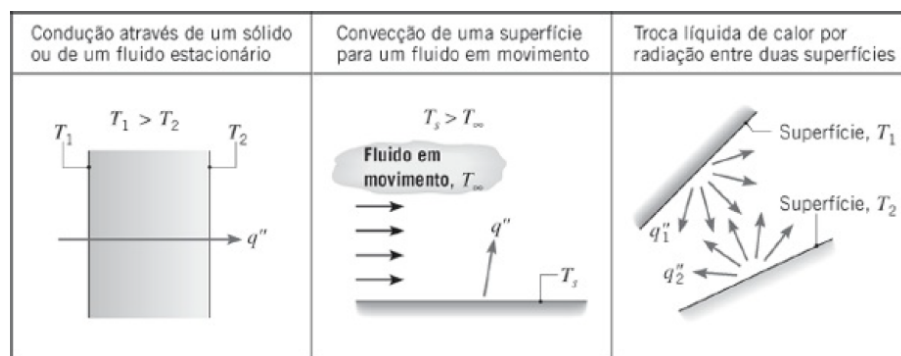 Condução através de um sólido
ou de um fluido estacionário
T₁ > T₂
T₁
T₂
q"
Convecção de uma superfície
para um fluido em movimento
Tₛ > T∞
Fluido em
movimento, T∞
q"
Tₛ
Troca líquida de calor por
radiação entre duas superfícies
Superfície, T₁
Superfície, T₂
q"₁
q"₂